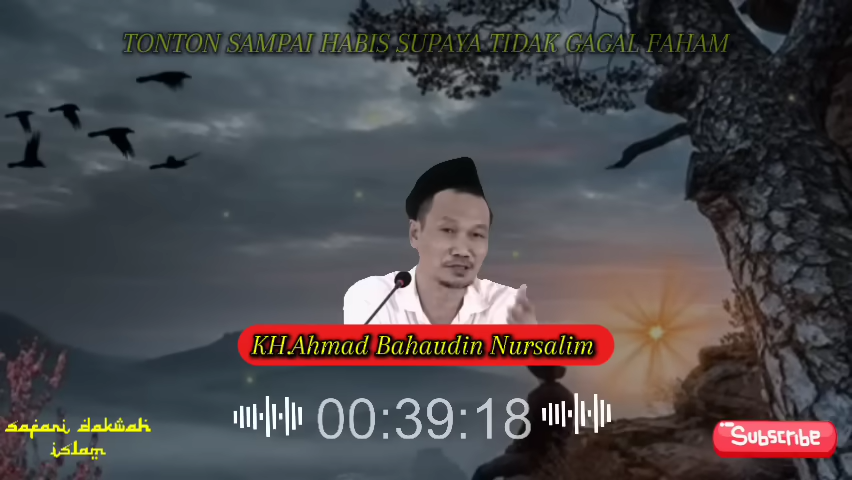 TONTON SAMPAI HABIS SUPAYA TIDAK GAGAL FAHAM
KH.Ahmad Bahaudin Nursalim
00:39:18
safari dakwah
islam
Subscribe